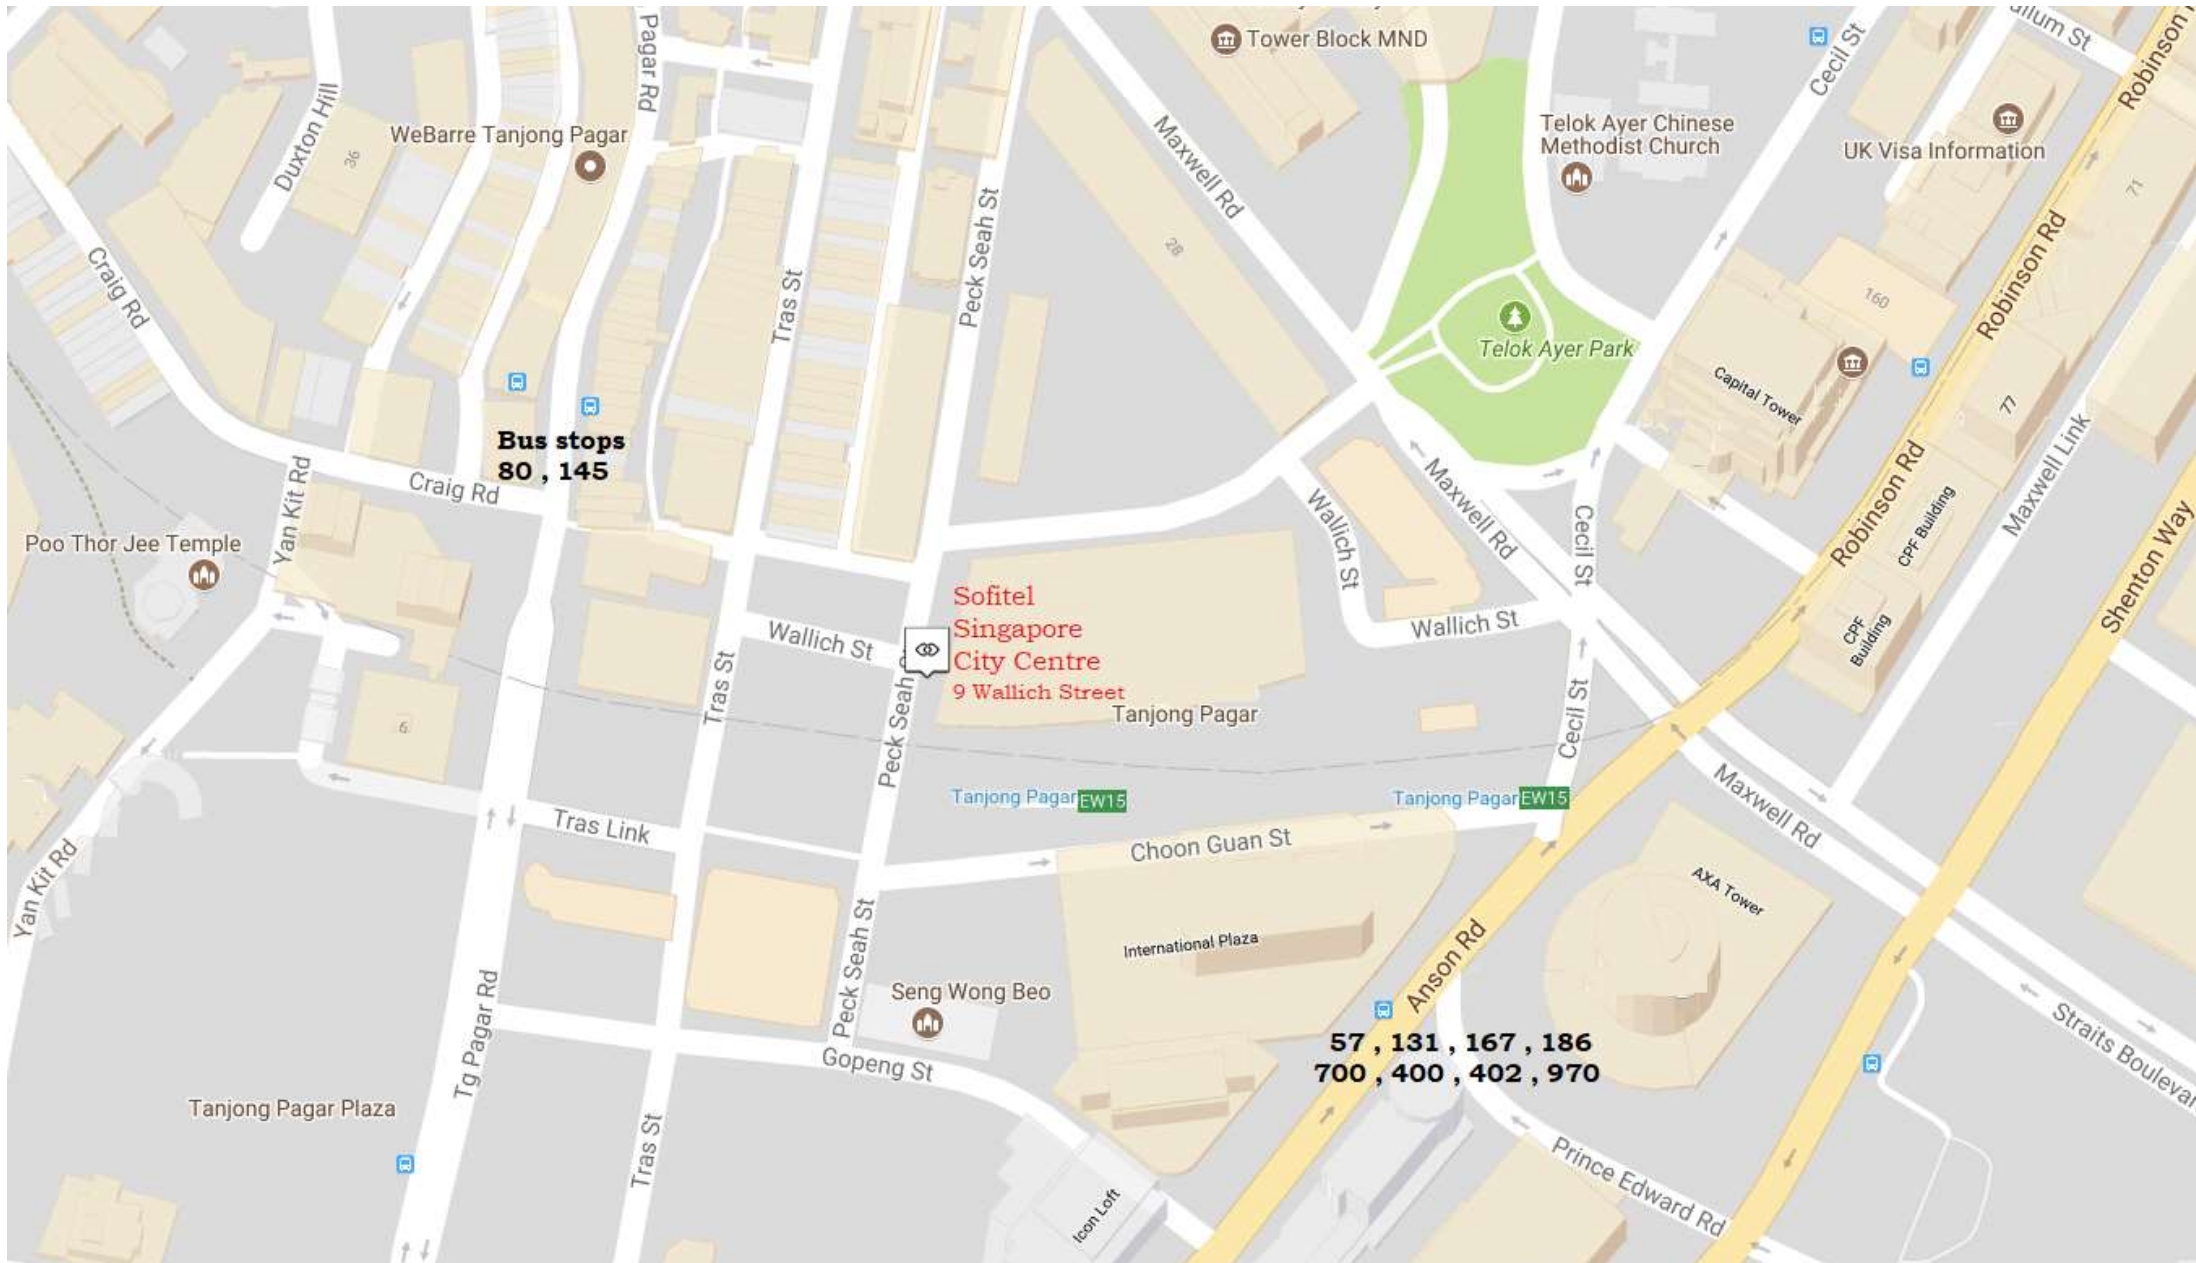 Pagar Rd
Tower Block MND
Cecil St
Robinson
Duxton Hill
WeBarre Tanjong Pagar
36
Maxwell Rd
Telok Ayer Chinese
Methodist Church
UK Visa Information
71
Craig Rd
Tras St
Peck Seah St
28
160
Robinson Rd
Telok Ayer Park
Capital Tower
77
Maxwell Link
Bus stops
80 , 145
Craig Rd
Yan Kit Rd
Wallich St
Maxwell Rd
Cecil St
Robinson Rd
CPF Building
Shenton Way
Poo Thor Jee Temple
Sofitel
Singapore
City Centre
9 Wallich Street
Wallich St
Wallich St
CPF
Building
Tras St
Peck Seah
Tanjong Pagar
Cecil St
6
Tanjong Pagar EW15
Tanjong Pagar EW15
Maxwell Rd
Tras Link
Choon Guan St
Yan Kit Rd
AXA Tower
International Plaza
Anson Rd
Peck Seah St
Seng Wong Beo
Tg Pagar Rd
Gopeng St
57 , 131 , 167 , 186
700 , 400 , 402 , 970
Straits Boulevar
Tanjong Pagar Plaza
Tras St
Icon Loft
Prince Edward Rd